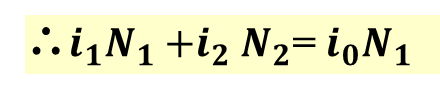 ∴ i₁N₁ + i₂ N₂ = i₀N₁